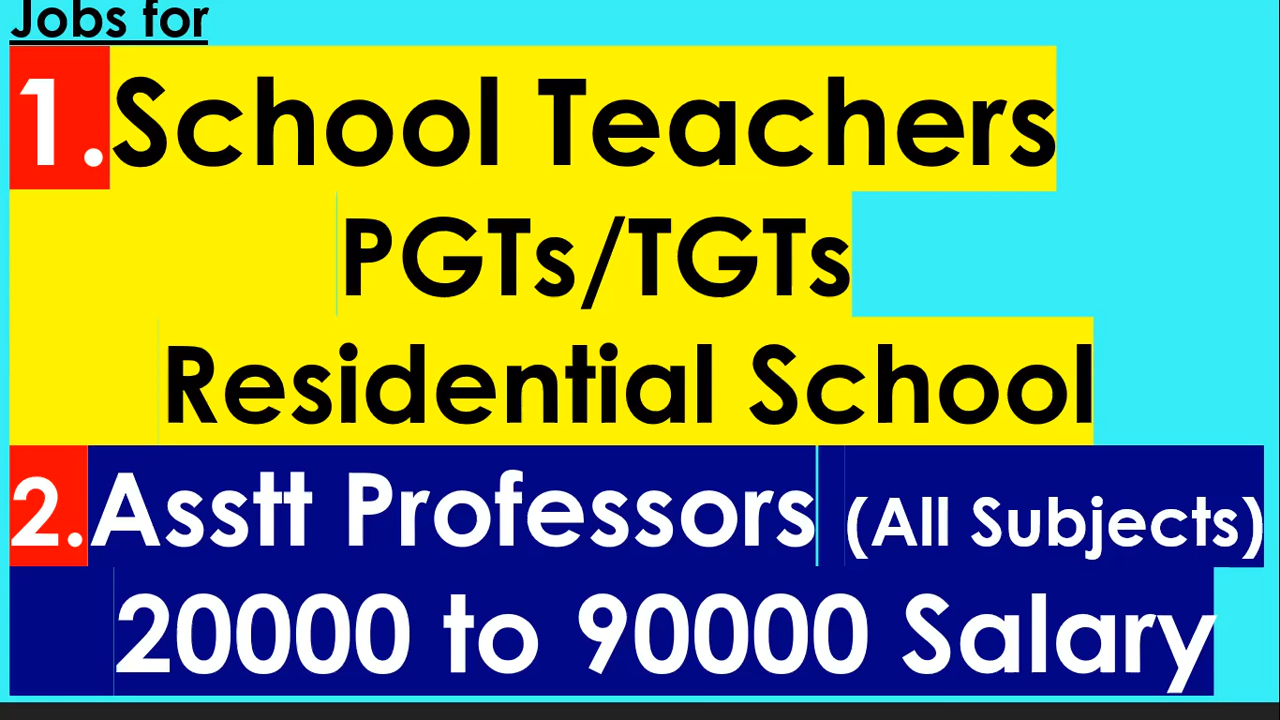 Jobs for
1.School Teachers
PGTs/TGTs
Residential School
2.Asstt Professors (All Subjects)
20000 to 90000 Salary